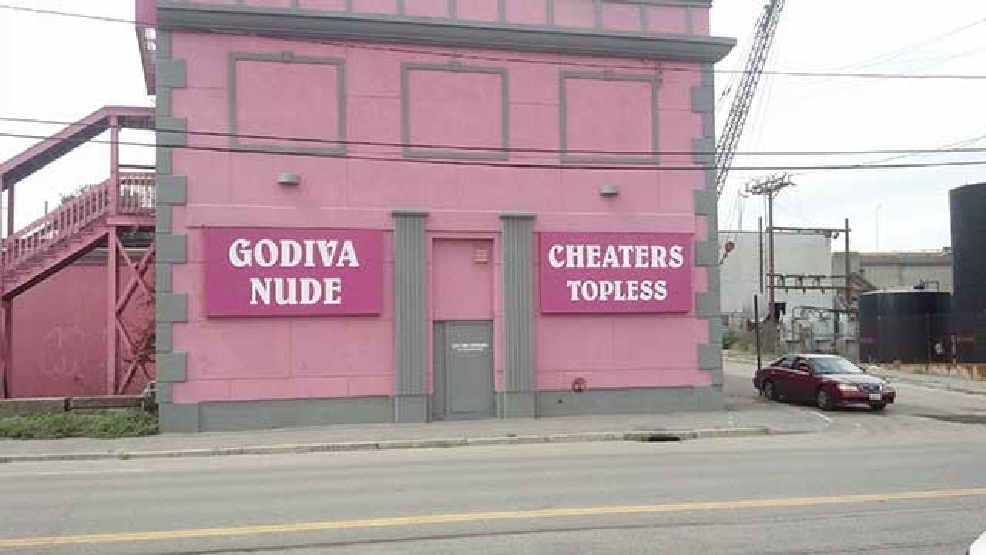 GODIVA
NUDE
CHEATERS
TOPLESS